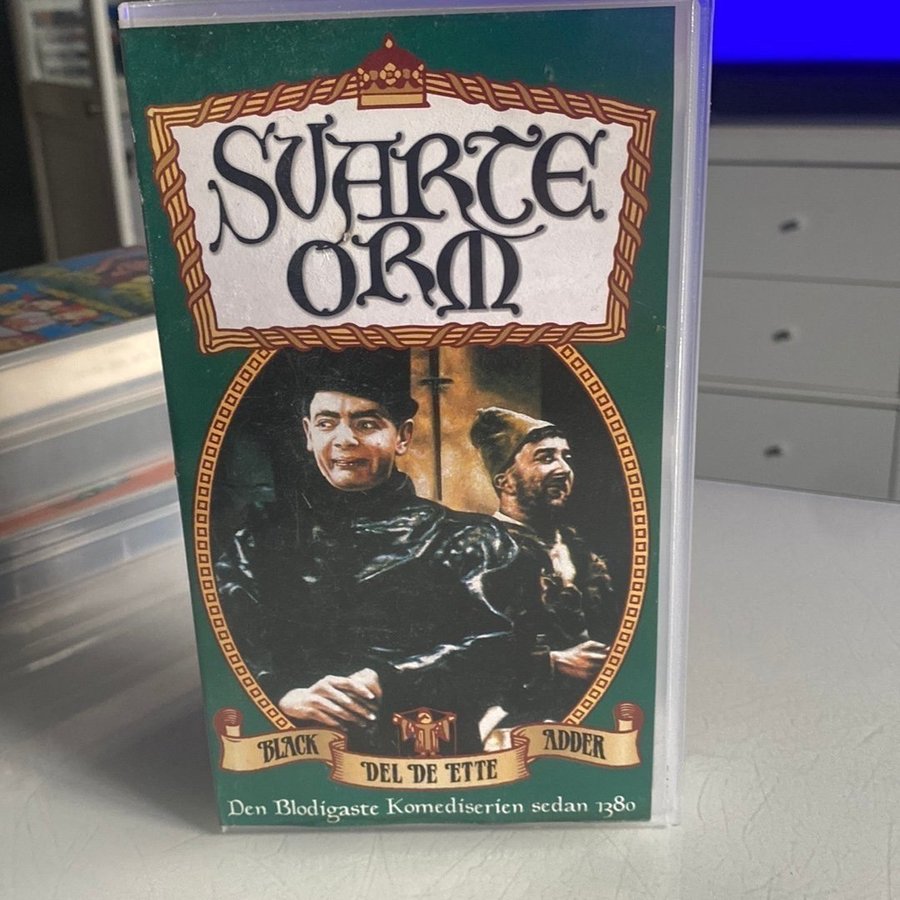 SVARTE
ORM
BLACK ADDER
DEL DE ETTE
Den Blodigaste Komediserien sedan 1380